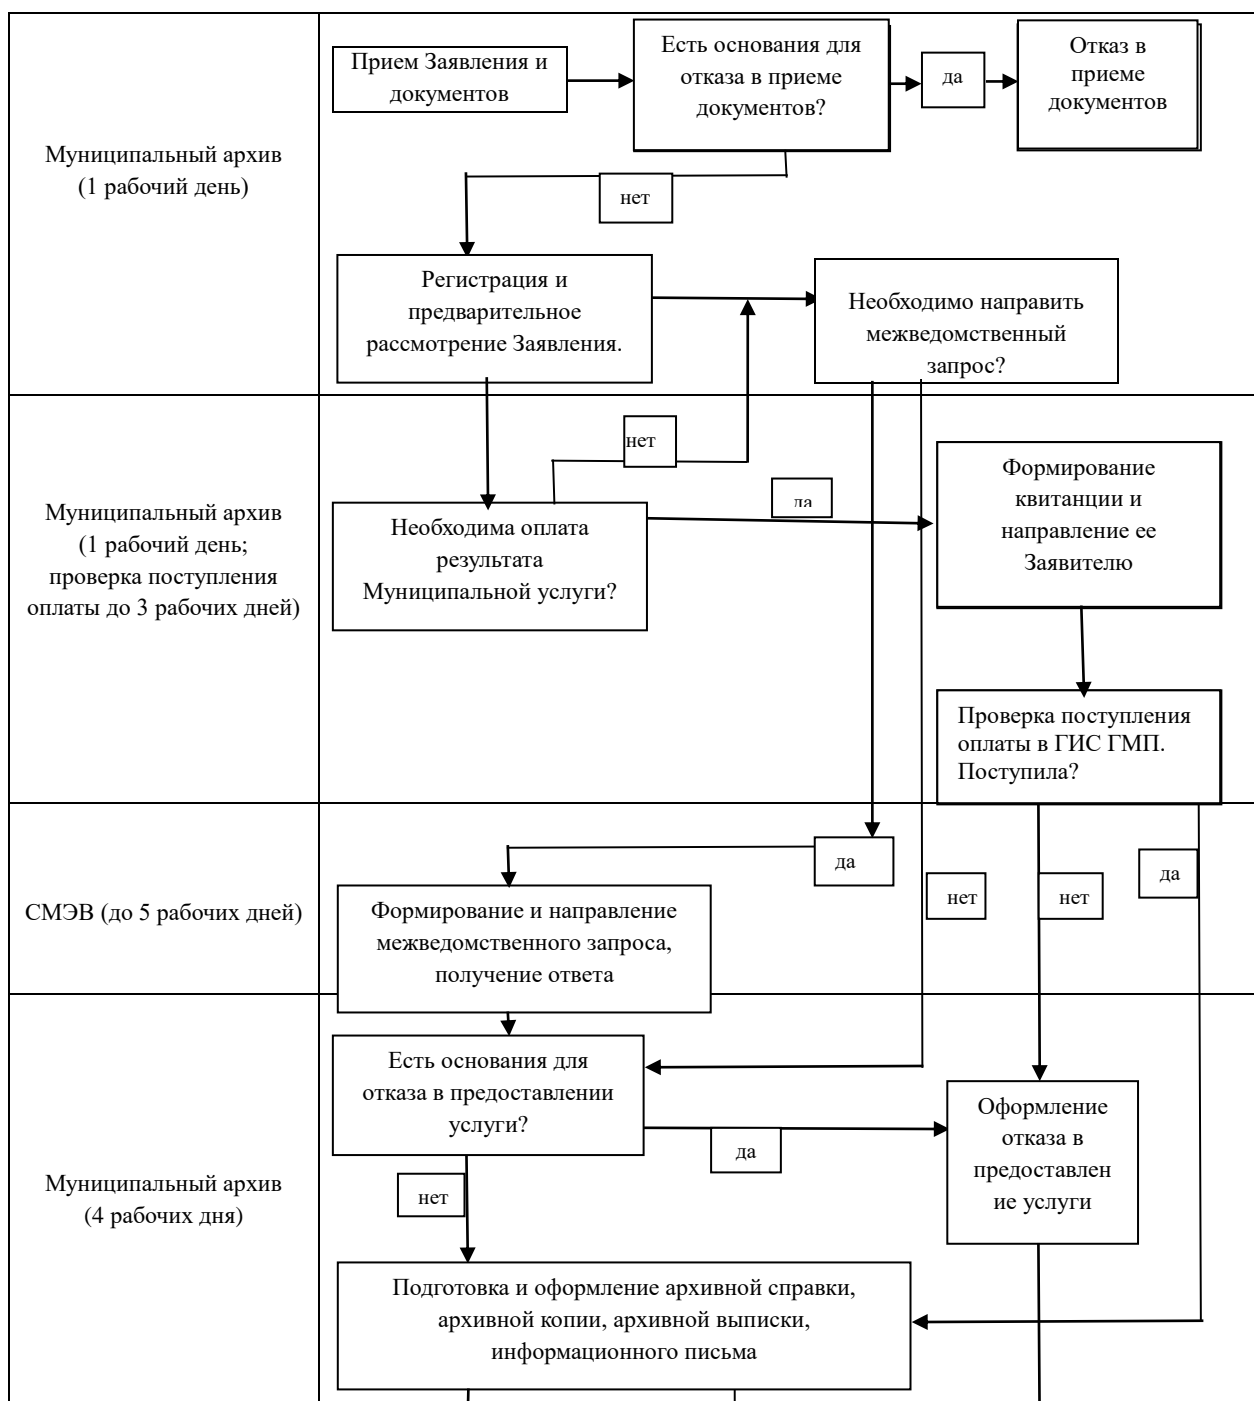 Прием Заявления и
документов
Есть основания для
отказа в приеме
документов?
да
Отказ в
приеме
документов
Муниципальный архив
(1 рабочий день)
нет
Регистрация и
предварительное
рассмотрение Заявления.
Необходимо направить
межведомственный
запрос?
Муниципальный архив
(1 рабочий день;
проверка поступления
оплаты до 3 рабочих дней)
нет
да
Необходима оплата
результата
Муниципальной услуги?
Формирование
квитанции и
направление ее
Заявителю
Проверка поступления
оплаты в ГИС ГМП.
Поступила?
СМЭВ (до 5 рабочих дней)
да
нет
нет
да
Формирование и направление
межведомственного запроса,
получение ответа
Муниципальный архив
(4 рабочих дня)
Есть основания для
отказа в предоставлении
услуги?
да
нет
Оформление
отказа в
предоставлен
ие услуги
Подготовка и оформление архивной справки,
архивной копии, архивной выписки,
информационного письма